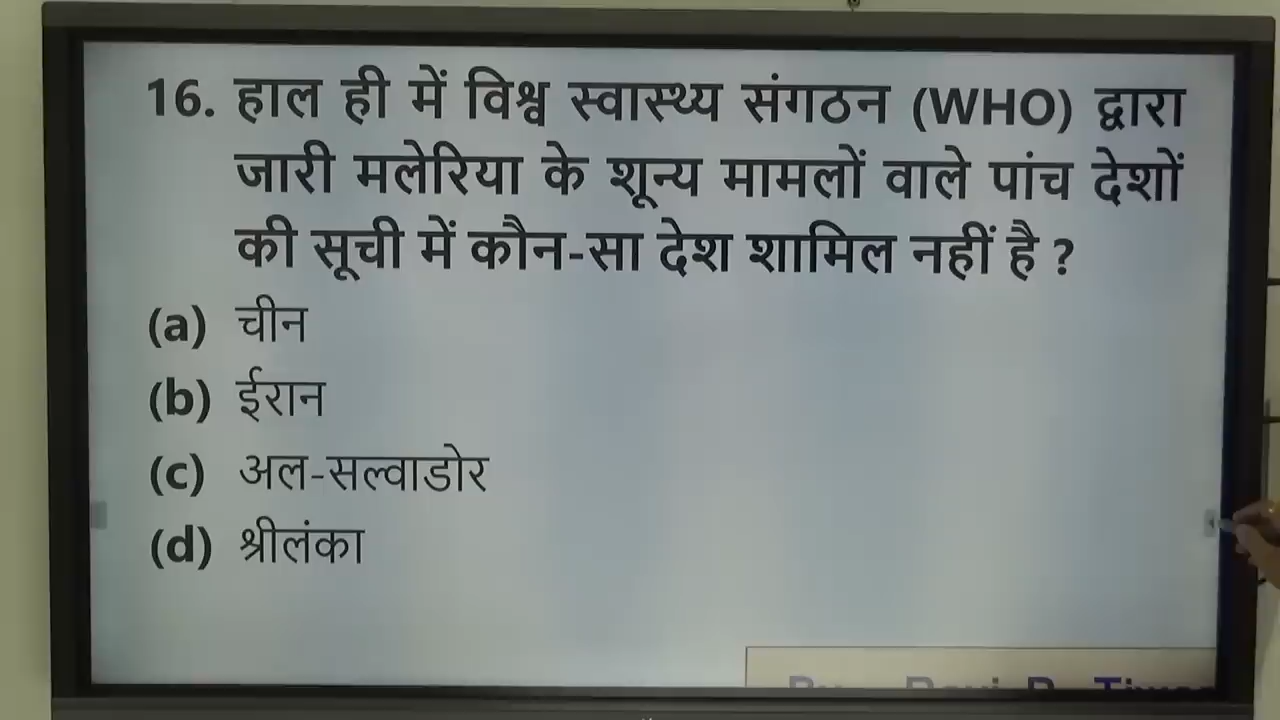 16. हाल ही में विश्व स्वास्थ्य संगठन (WHO) द्वारा
जारी मलेरिया के शून्य मामलों वाले पांच देशों
की सूची में कौन-सा देश शामिल नहीं है ?
(a) चीन
(b) ईरान
(c) अल-सल्वाडोर
(d) श्रीलंका